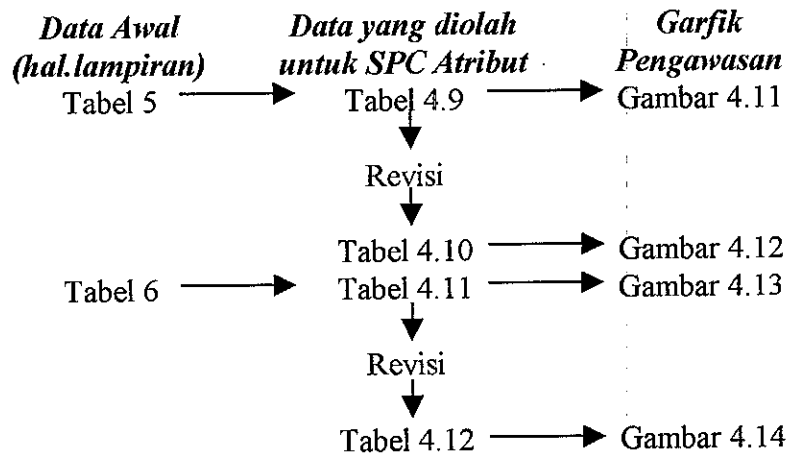 Data Awal Data yang diolah Garfik
(hal.lampiran) untuk SPC Atribut Pengawasan
Tabel 5 Tabel 4.9 Gambar 4.11
Revisi
Tabel 4.10 Gambar 4.12
Tabel 6 Tabel 4.11 Gambar 4.13
Revisi
Tabel 4.12 Gambar 4.14